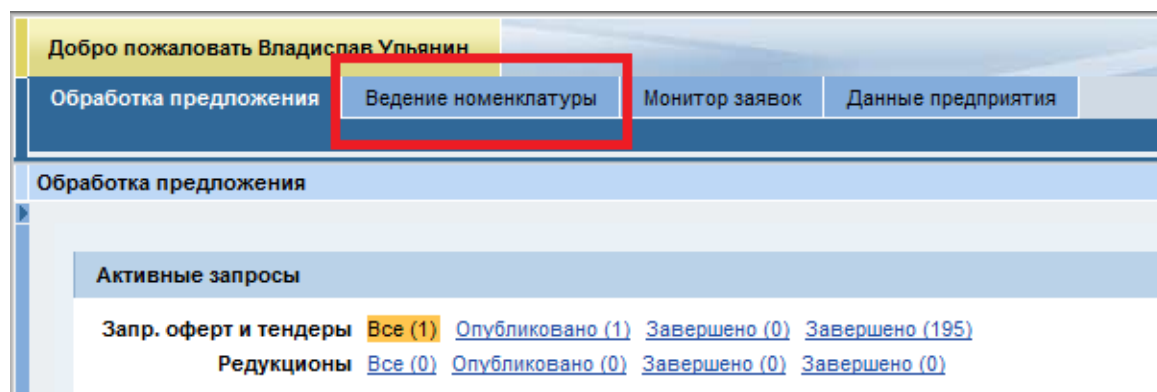 Добро пожаловать Владислав Ульянин
Обработка предложения Ведение номенклатуры Монитор заявок Данные предприятия
Обработка предложения
Активные запросы
Запр. оферт и тендеры Все (1) Опубликовано (1) Завершено (0) Завершено (195)
Редукционы Все (0) Опубликовано (0) Завершено (0) Завершено (0)